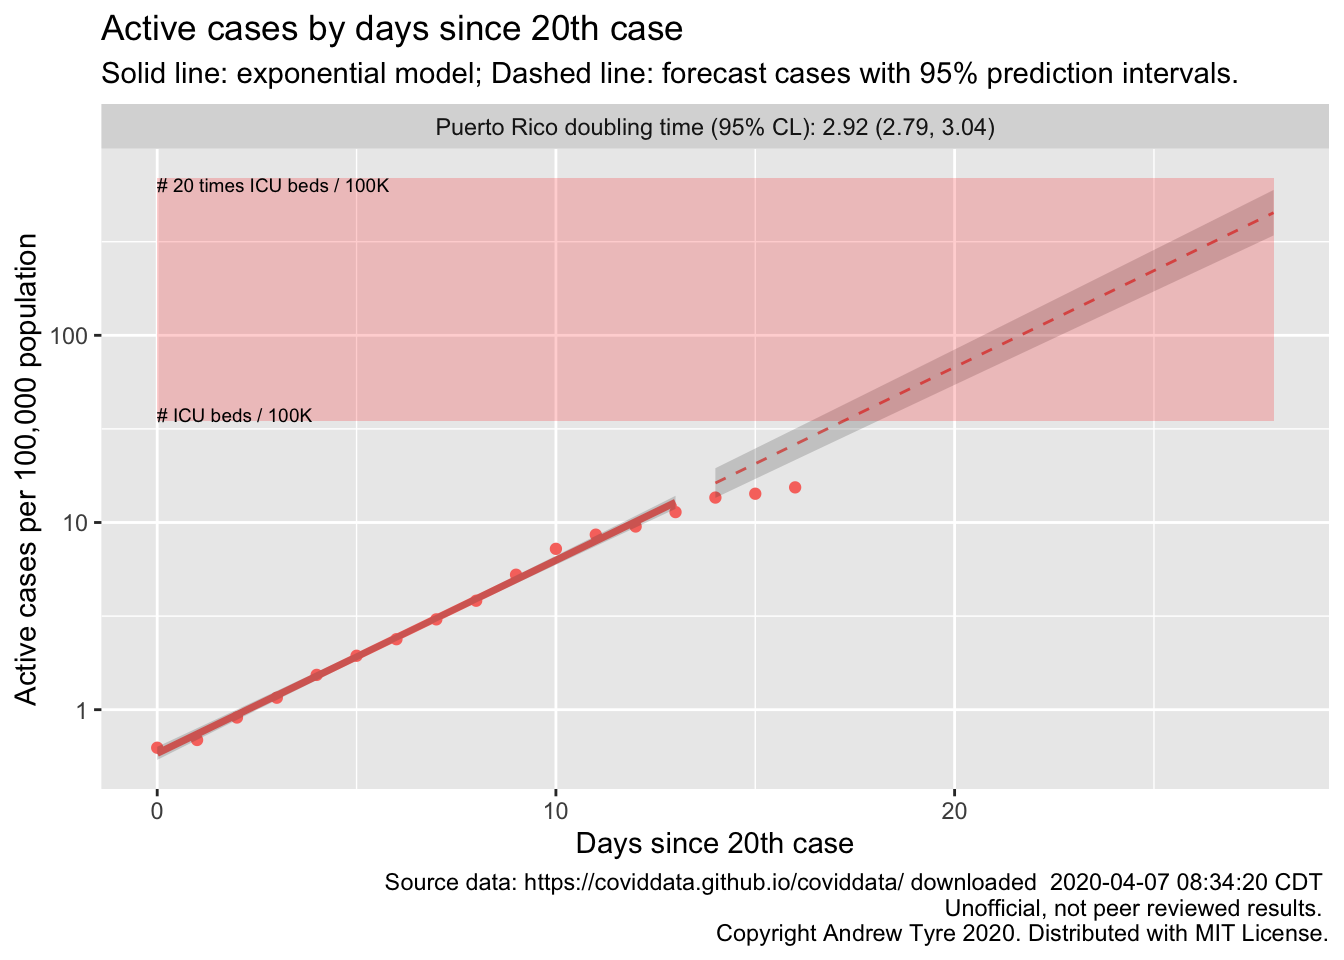 Active cases by days since 20th case
Solid line: exponential model; Dashed line: forecast cases with 95% prediction intervals.
Puerto Rico doubling time (95% CL): 2.92 (2.79, 3.04)
# 20 times ICU beds / 100K
# ICU beds / 100K
Active cases per 100,000 population
100
10
1
0
10
20
Days since 20th case
Source data: https://coviddata.github.io/coviddata/ downloaded  2020-04-07 08:34:20 CDT
Unofficial, not peer reviewed results.
Copyright Andrew Tyre 2020. Distributed with MIT License.